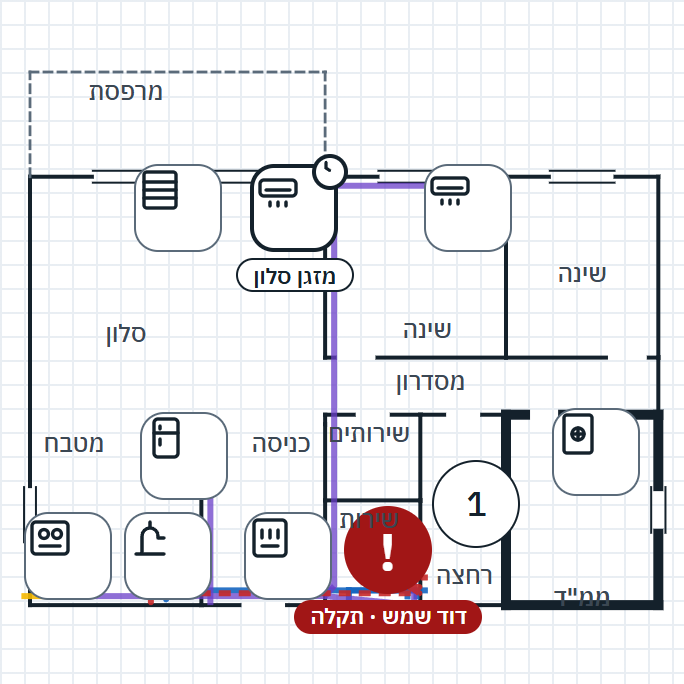 מרפסת
מזגן סלון
שינה
סלון
שינה
מסדרון
מטבח
כניסה
שירותים
1
שירות
!
רחצה
ממ"ד
דוד שמש · תקלה